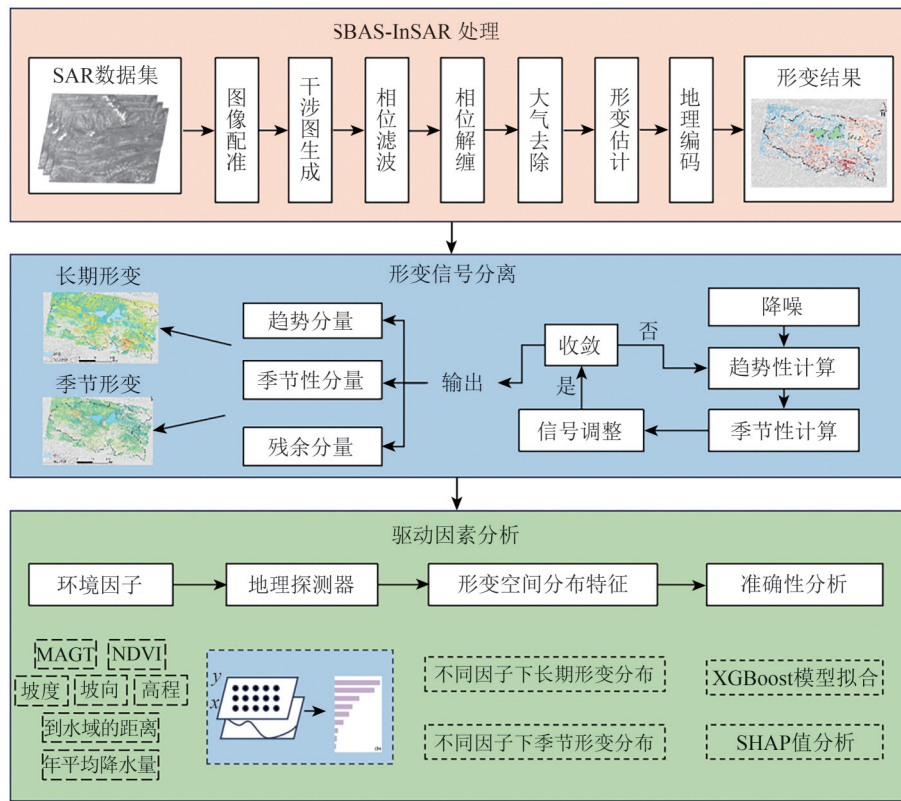 SBAS-InSAR 处理
SAR数据集
图像配准
干涉图生成
相位滤波
相位解缠
大气去除
形变估计
地理编码
形变结果
形变信号分离
长期形变
季节形变
趋势分量
季节性分量
残余分量
输出
收敛
否
是
信号调整
降噪
趋势性计算
季节性计算
驱动因素分析
环境因子
地理探测器
形变空间分布特征
准确性分析
MAGT
NDVI
坡度
坡向
高程
到水域的距离
年平均降水量
y
x
不同因子下长期形变分布
不同因子下季节形变分布
XGBoost模型拟合
SHAP值分析